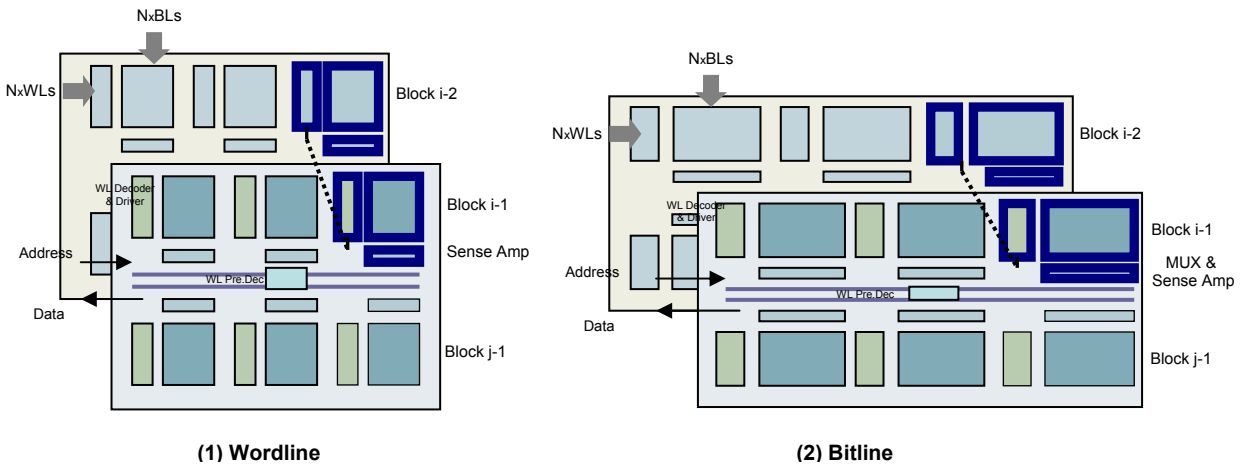 NxBLs
NxWLs
Block i-2
WL Decoder
& Driver
Block i-1
Sense Amp
Address
WL Pre.Dec
Data
Block j-1
(1) Wordline
NxBLs
NxWLs
Block i-2
WL Decoder
& Driver
Block i-1
MUX &
Sense Amp
Address
WL Pre.Dec
Data
Block j-1
(2) Bitline